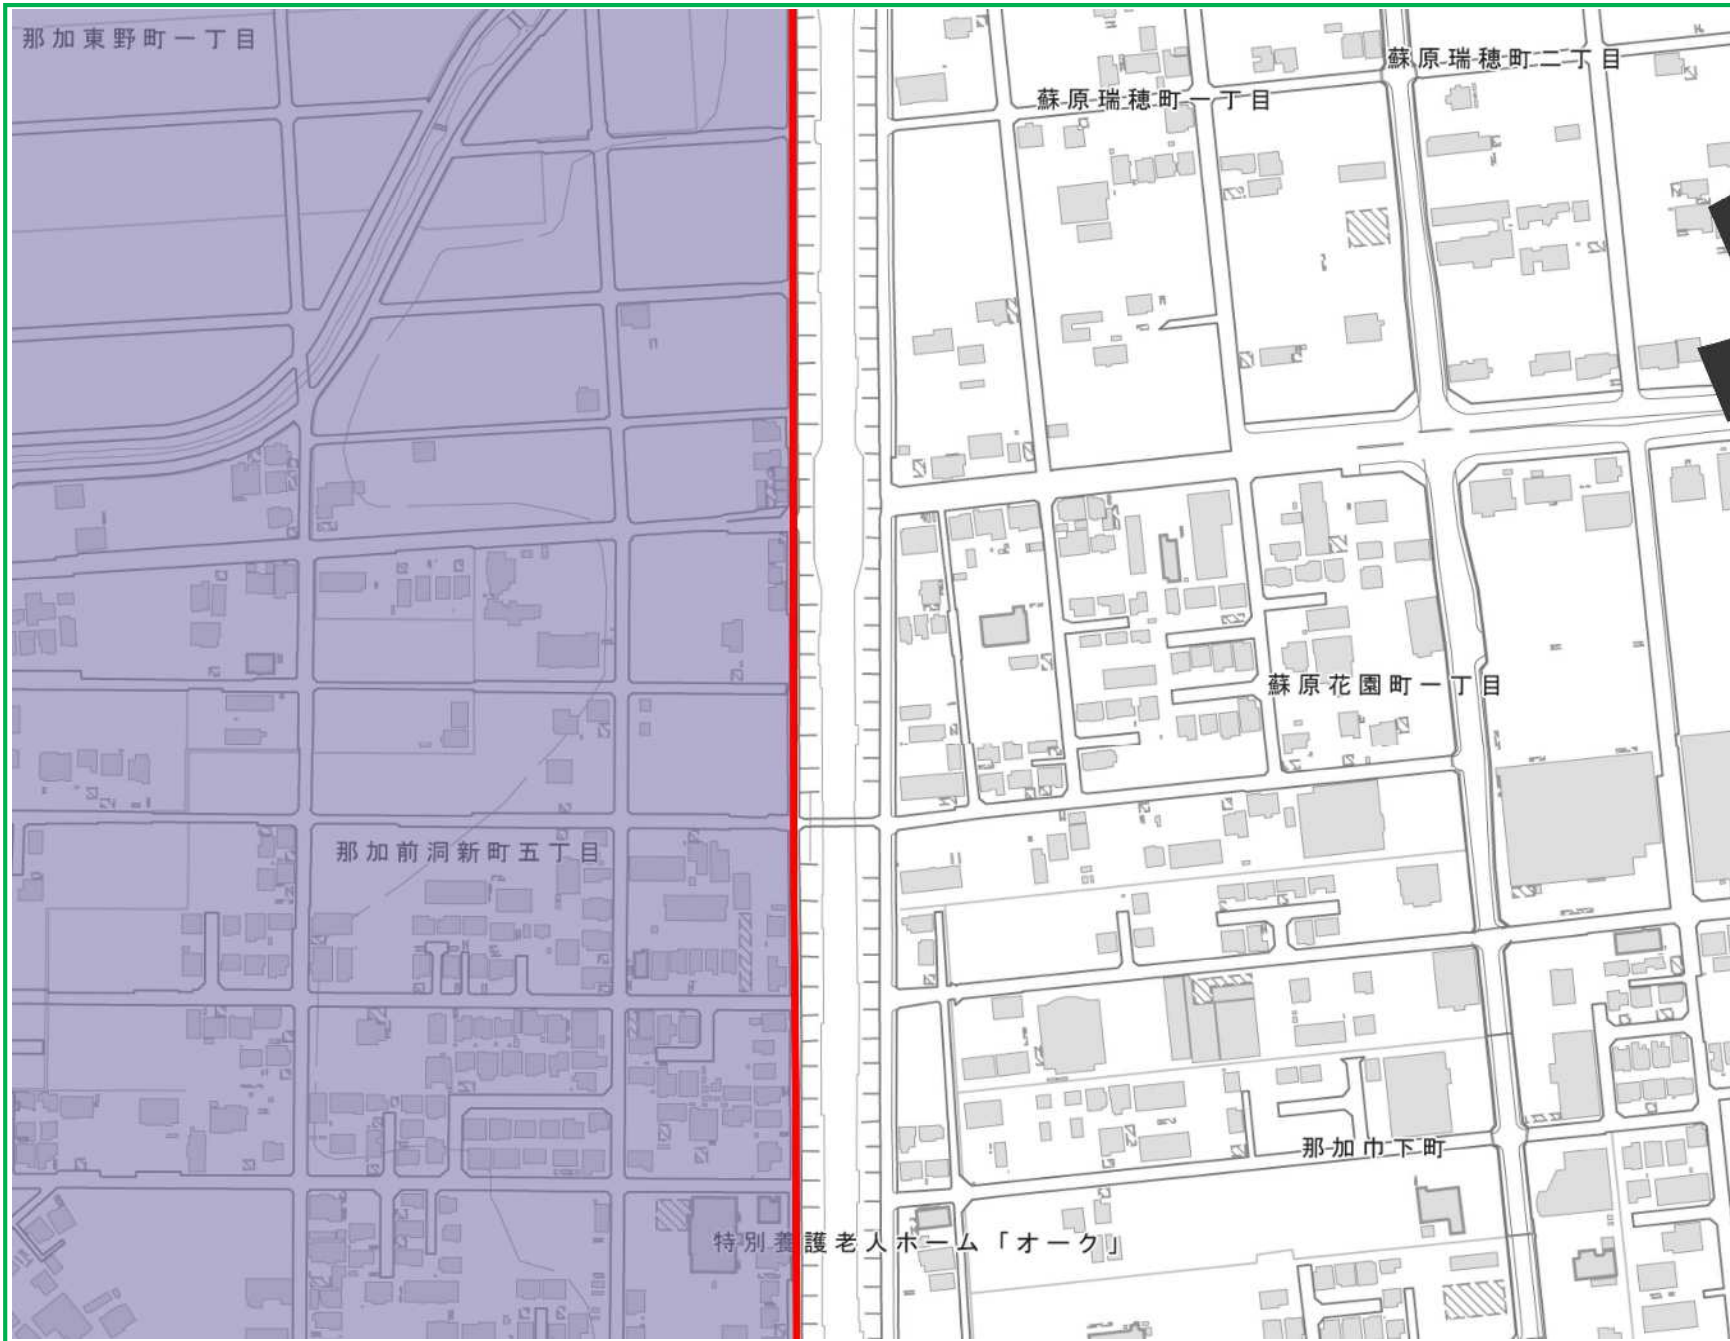 那加東野町一丁目
蘇原瑞穂町二丁目
蘇原瑞穂町一丁目
蘇原花園町一丁目
那加前洞新町五丁目
那加巾下町
特別養護老人ホーム「オーク」